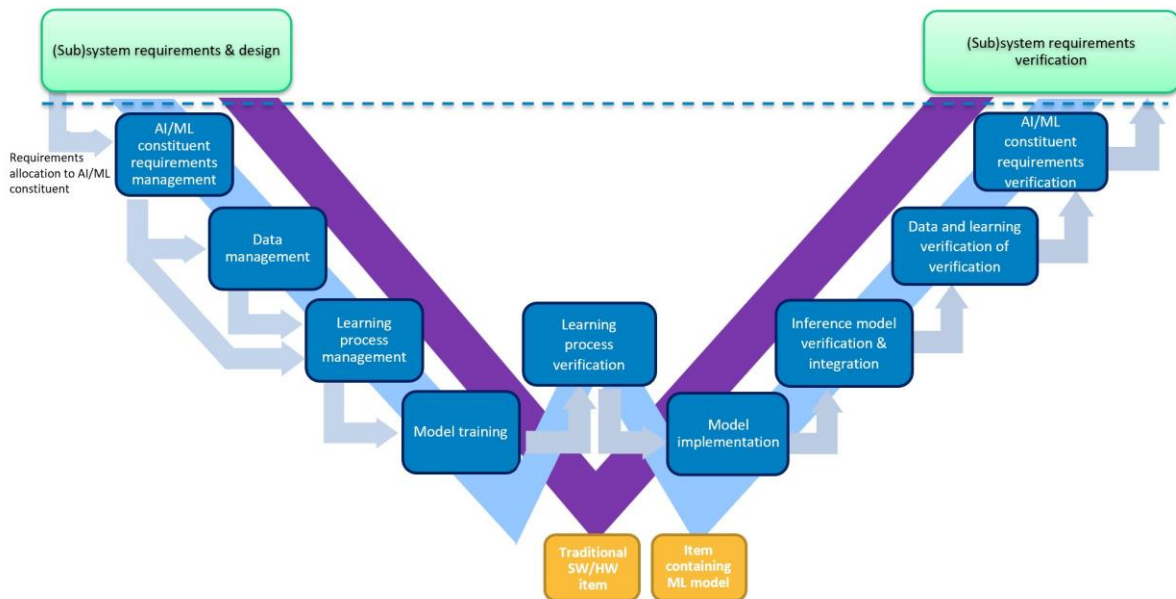 (Sub)system requirements & design
(Sub)system requirements
verification
AI/ML
constituent
requirements
management
AI/ML
constituent
requirements
verification
Requirements
allocation to AI/ML
constituent
Data
management
Data and learning
verification of
verification
Learning
process
management
Learning
process
verification
Inference model
verification &
integration
Model training
Model
implementation
Traditional
SW/HW
item
Item
containing
ML model